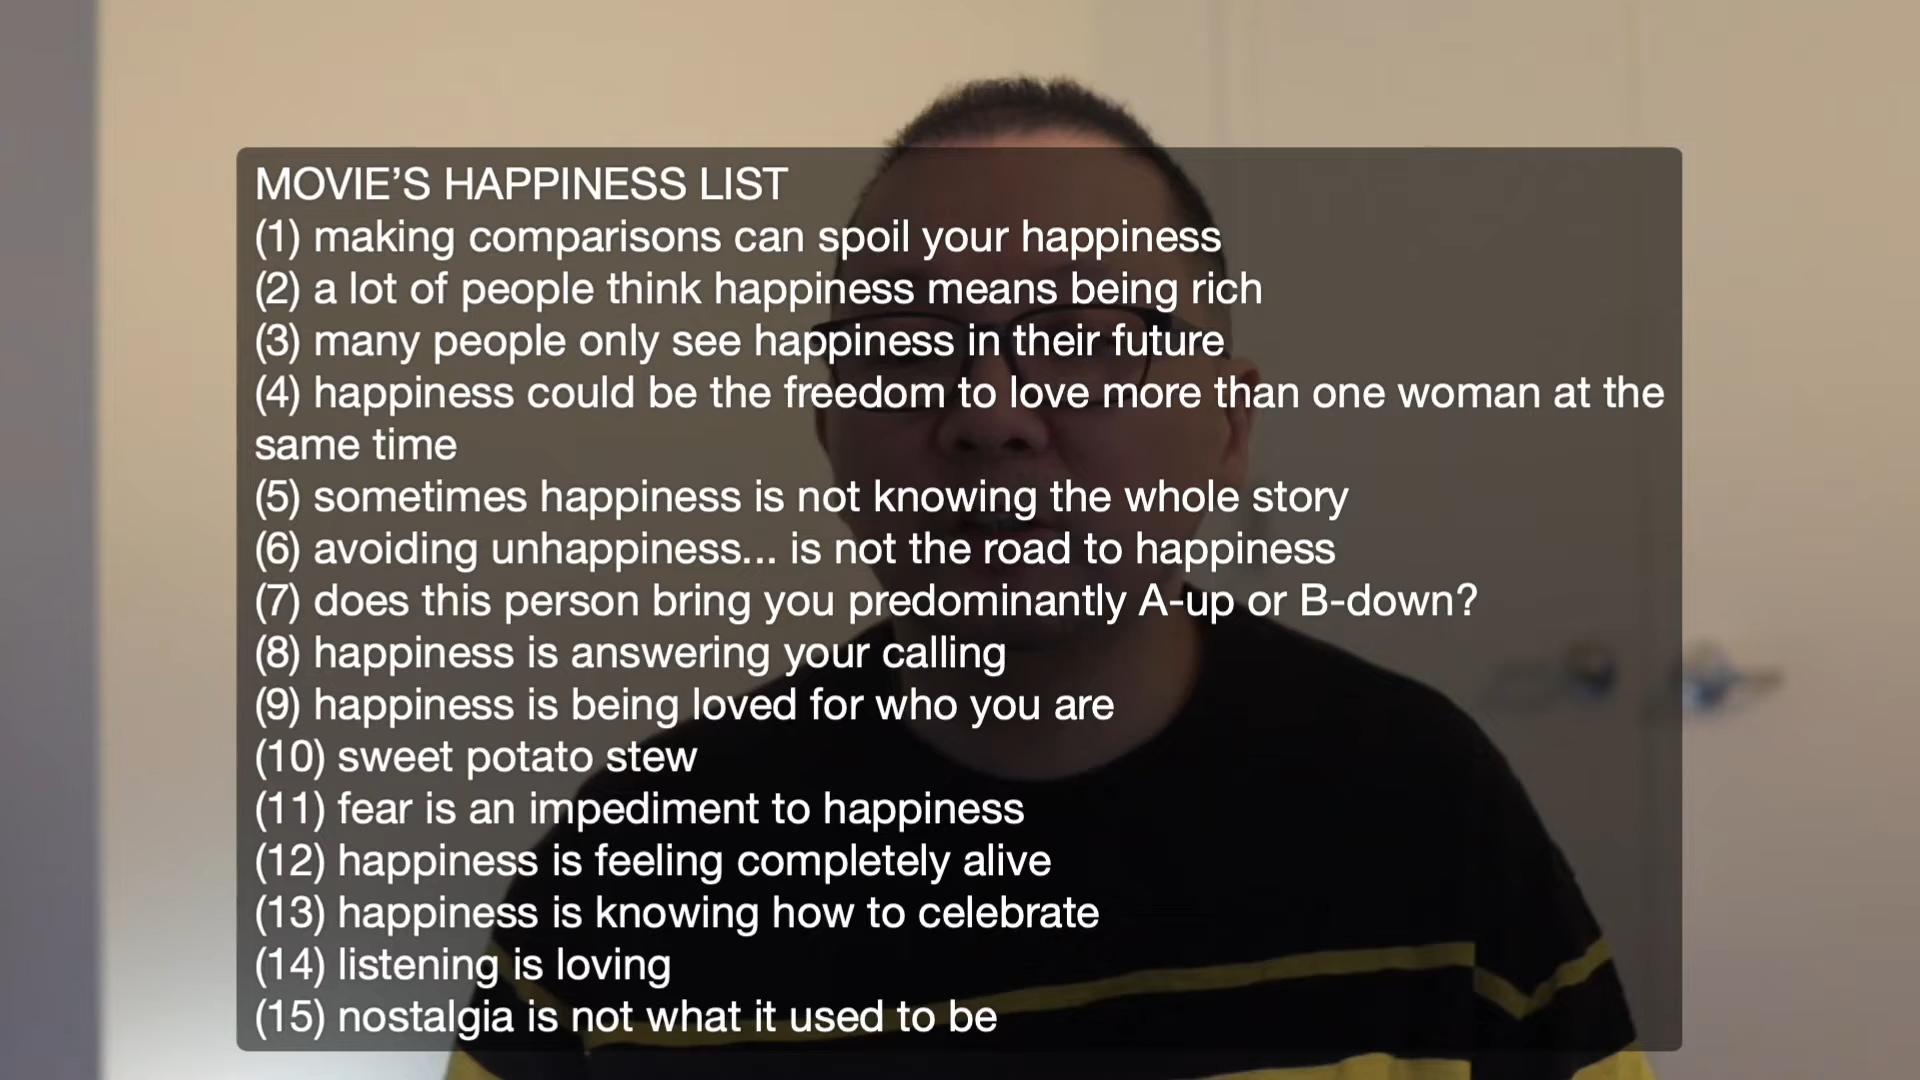 MOVIE’S HAPPINESS LIST
(1) making comparisons can spoil your happiness
(2) a lot of people think happiness means being rich
(3) many people only see happiness in their future
(4) happiness could be the freedom to love more than one woman at the
same time
(5) sometimes happiness is not knowing the whole story
(6) avoiding unhappiness... is not the road to happiness
(7) does this person bring you predominantly A-up or B-down?
(8) happiness is answering your calling
(9) happiness is being loved for who you are
(10) sweet potato stew
(11) fear is an impediment to happiness
(12) happiness is feeling completely alive
(13) happiness is knowing how to celebrate
(14) listening is loving
(15) nostalgia is not what it used to be